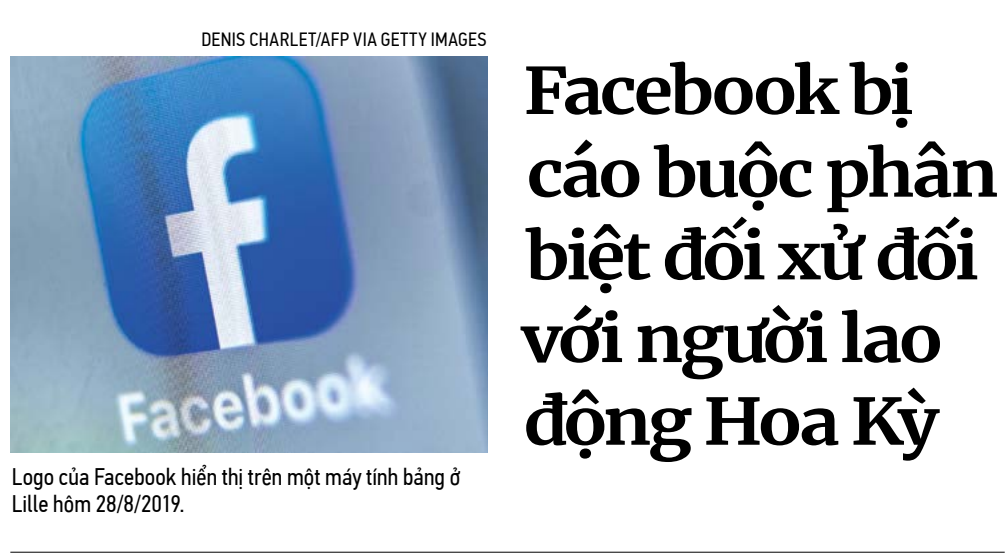 DENIS CHARLET/AFP VIA GETTY IMAGES
Facebook
Facebook bị
cáo buộc phân
biệt đối xử đối
với người lao
động Hoa Kỳ
Logo của Facebook hiển thị trên một máy tính bảng ở
Lille hôm 28/8/2019.